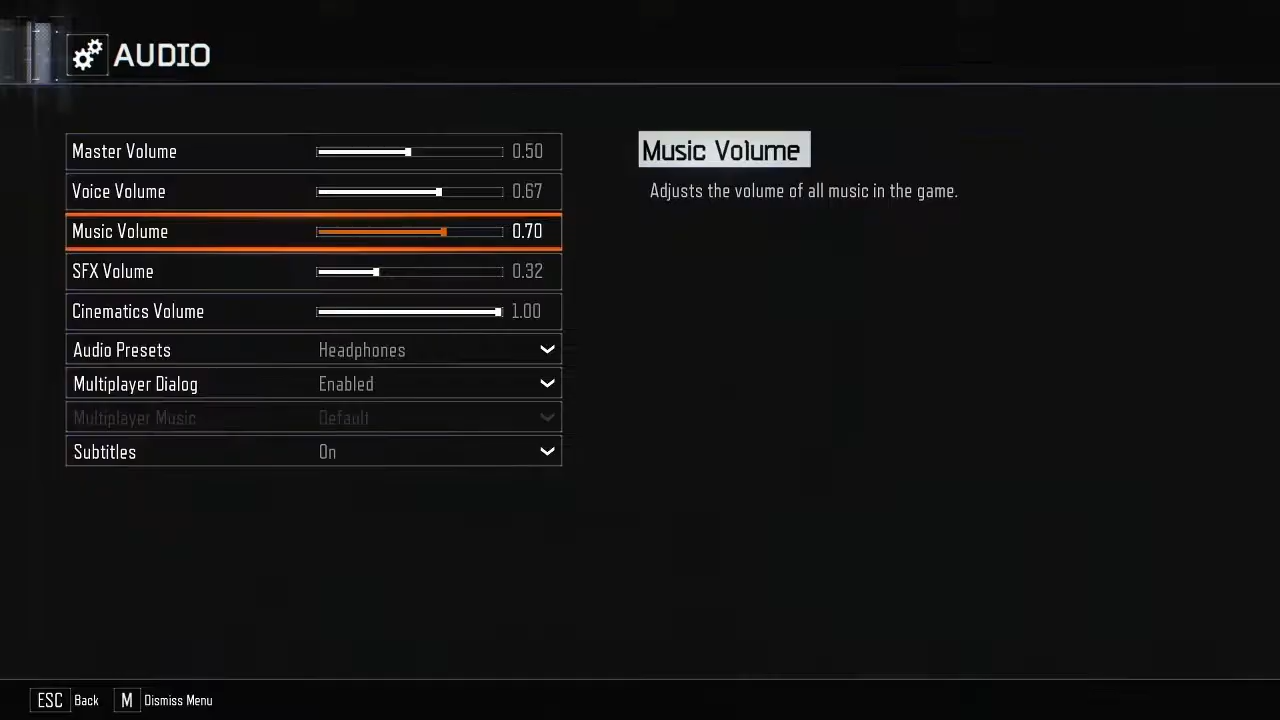 AUDIO
Master Volume 0.50
Voice Volume 0.67
Music Volume 0.70
SFX Volume 0.32
Cinematics Volume 1.00
Audio Presets Headphones
Multiplayer Dialog Enabled
Multiplayer Music Default
Subtitles On
Music Volume
Adjusts the volume of all music in the game.
ESC Back M Dismiss Menu